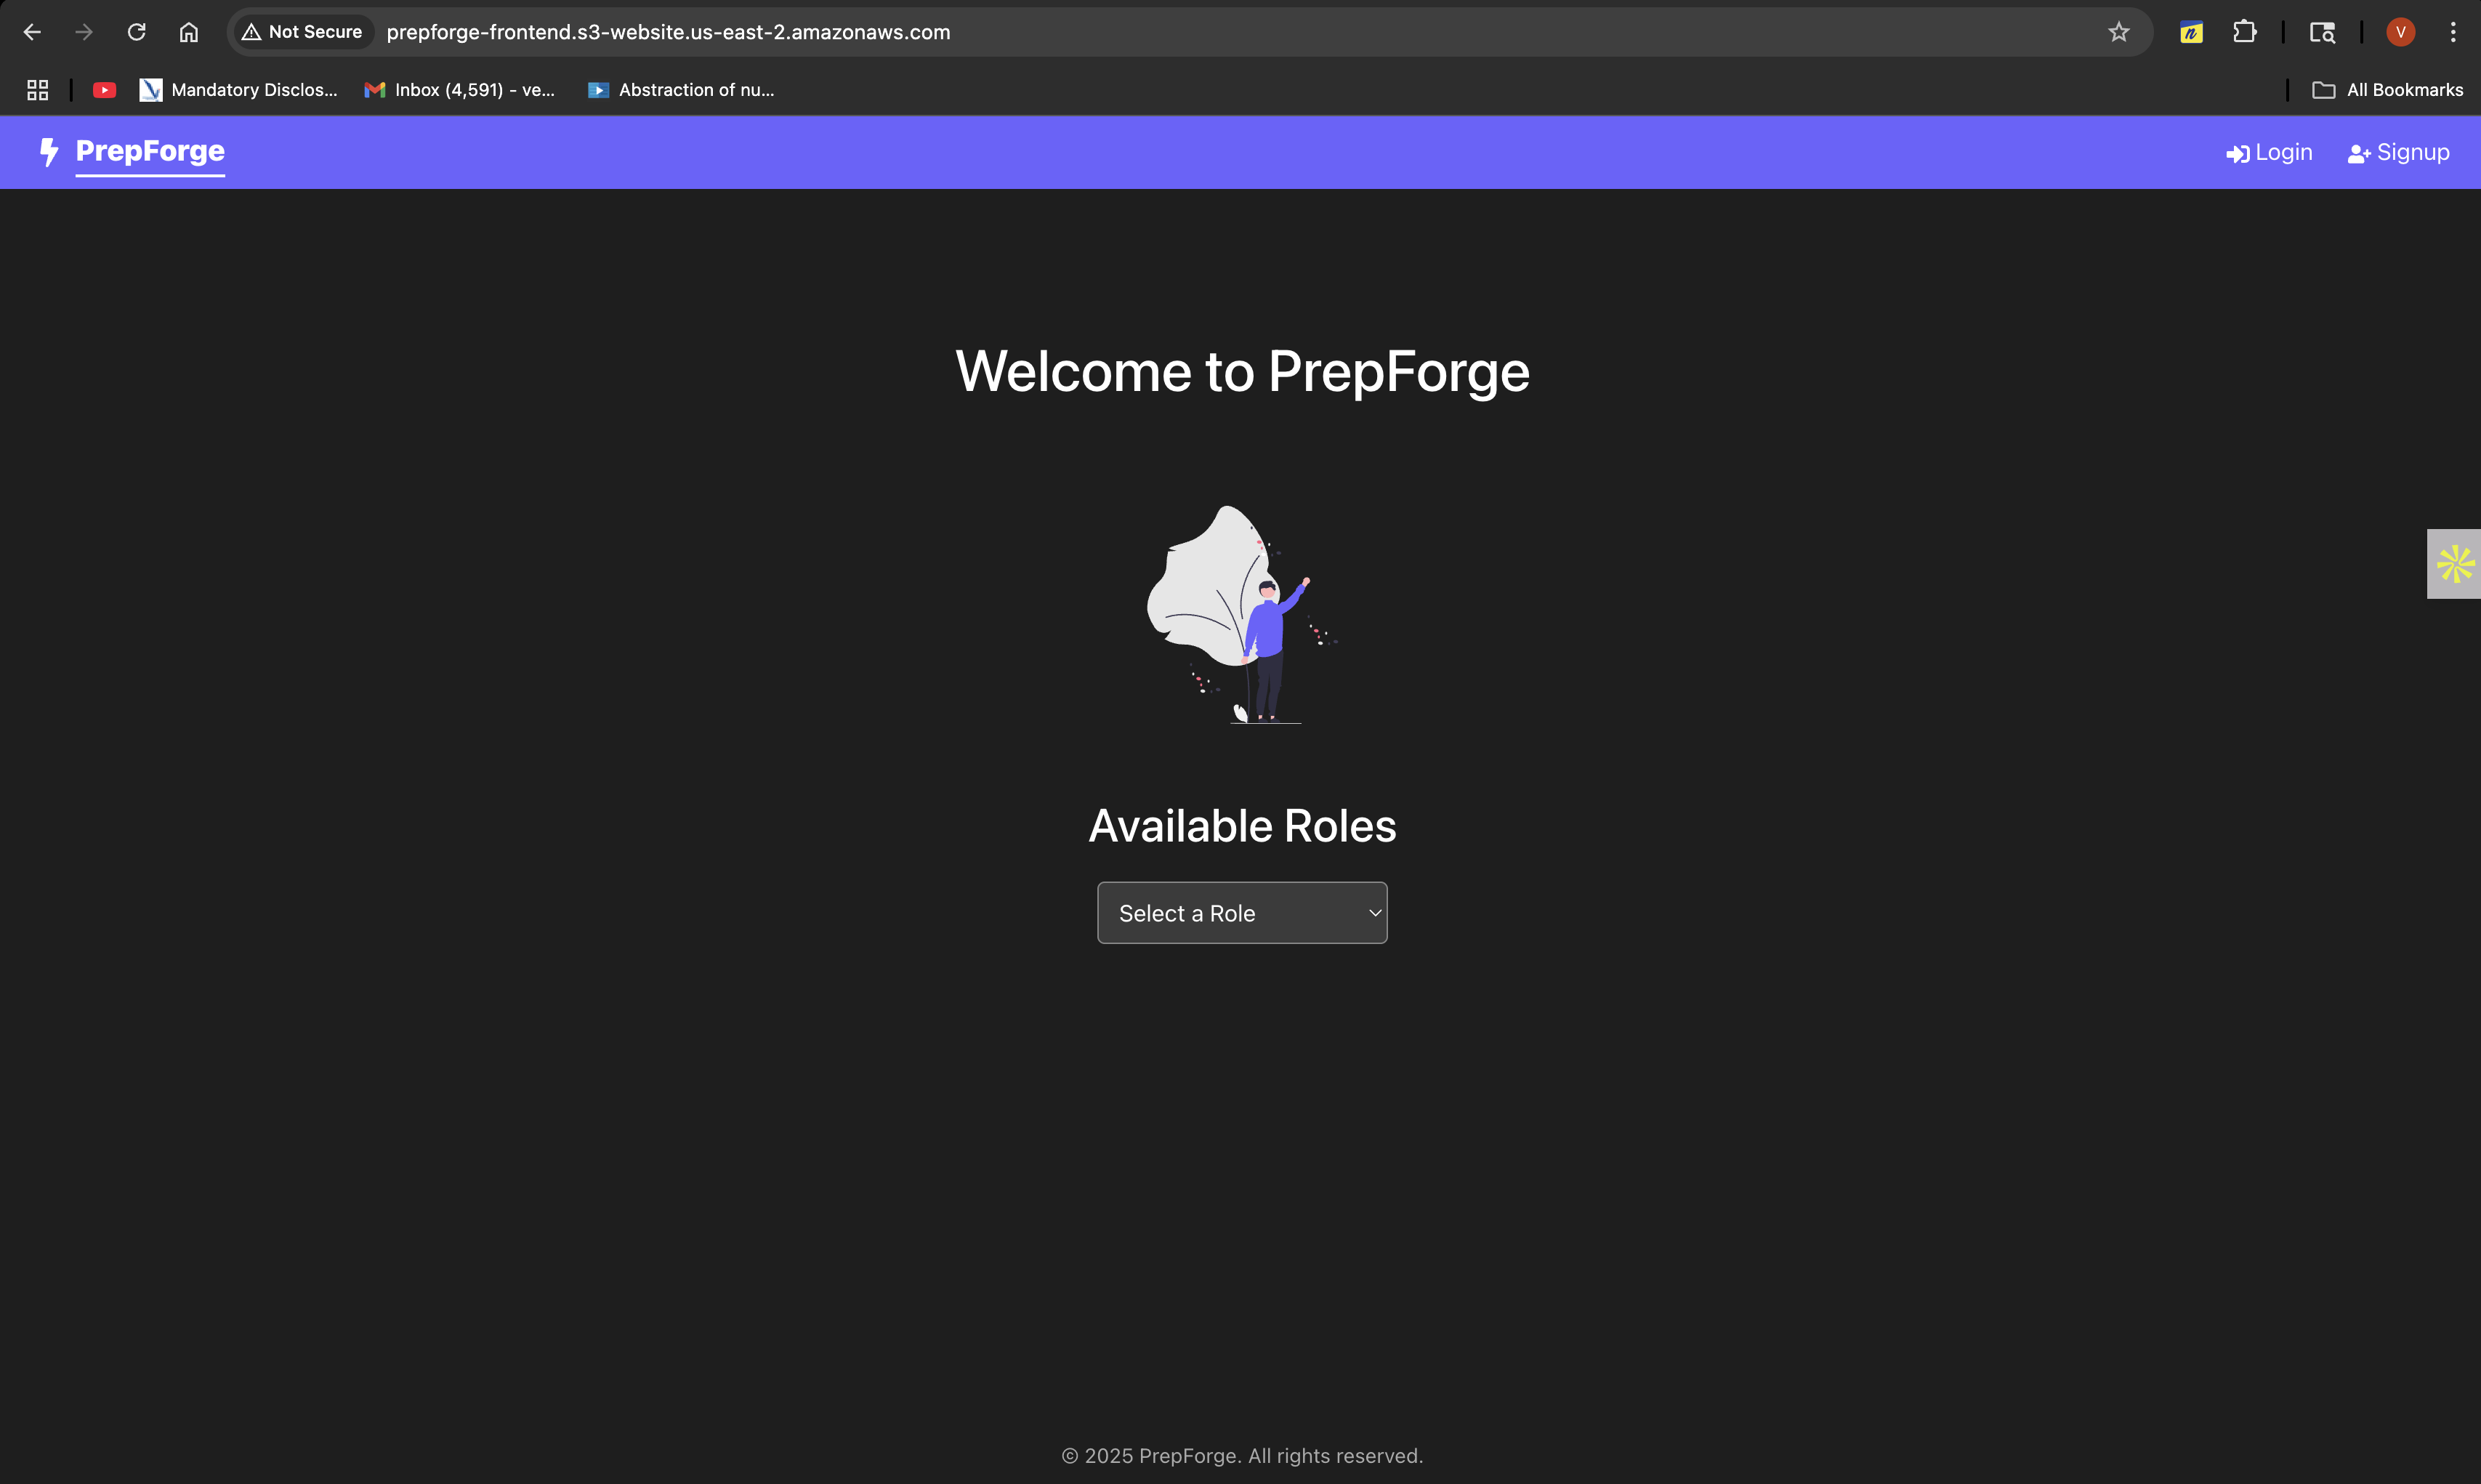 Not Secure prepforge-frontend.s3-website.us-east-2.amazonaws.com V
Mandatory Disclos... Inbox (4,591) - ve... Abstraction of nu... All Bookmarks
PrepForge Login Signup
Welcome to PrepForge
Available Roles
Select a Role
© 2025 PrepForge. All rights reserved.